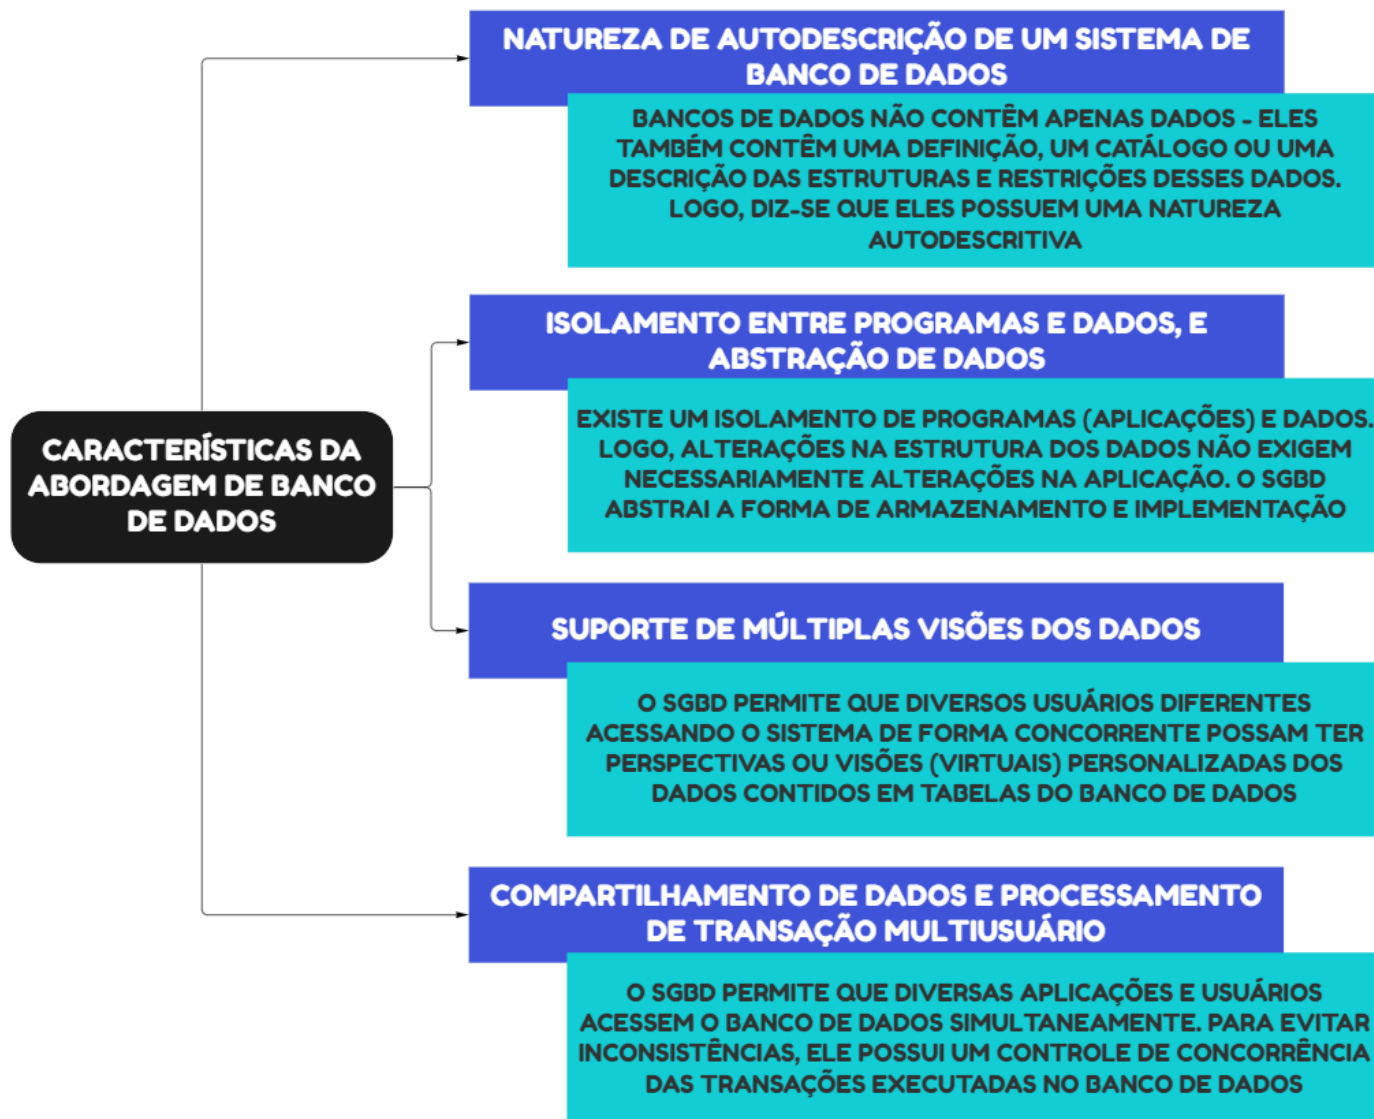 NATUREZA DE AUTODESCRIÇÃO DE UM SISTEMA DE
BANCO DE DADOS
BANCOS DE DADOS NÃO CONTÊM APENAS DADOS - ELES
TAMBÉM CONTÊM UMA DEFINIÇÃO, UM CATÁLOGO OU UMA
DESCRIÇÃO DAS ESTRUTURAS E RESTRIÇÕES DESSES DADOS.
LOGO, DIZ-SE QUE ELES POSSUEM UMA NATUREZA
AUTODESCRITIVA
ISOLAMENTO ENTRE PROGRAMAS E DADOS, E
ABSTRAÇÃO DE DADOS
EXISTE UM ISOLAMENTO DE PROGRAMAS (APLICAÇÕES) E DADOS.
LOGO, ALTERAÇÕES NA ESTRUTURA DOS DADOS NÃO EXIGEM
NECESSARIAMENTE ALTERAÇÕES NA APLICAÇÃO. O SGBD
ABSTRAI A FORMA DE ARMAZENAMENTO E IMPLEMENTAÇÃO
CARACTERÍSTICAS DA
ABORDAGEM DE BANCO
DE DADOS
SUPORTE DE MÚLTIPLAS VISÕES DOS DADOS
O SGBD PERMITE QUE DIVERSOS USUÁRIOS DIFERENTES
ACESSANDO O SISTEMA DE FORMA CONCORRENTE POSSAM TER
PERSPECTIVAS OU VISÕES (VIRTUAIS) PERSONALIZADAS DOS
DADOS CONTIDOS EM TABELAS DO BANCO DE DADOS
COMPARTILHAMENTO DE DADOS E PROCESSAMENTO
DE TRANSAÇÃO MULTIUSUÁRIO
O SGBD PERMITE QUE DIVERSAS APLICAÇÕES E USUÁRIOS
ACESSEM O BANCO DE DADOS SIMULTANEAMENTE. PARA EVITAR
INCONSISTÊNCIAS, ELE POSSUI UM CONTROLE DE CONCORRÊNCIA
DAS TRANSAÇÕES EXECUTADAS NO BANCO DE DADOS